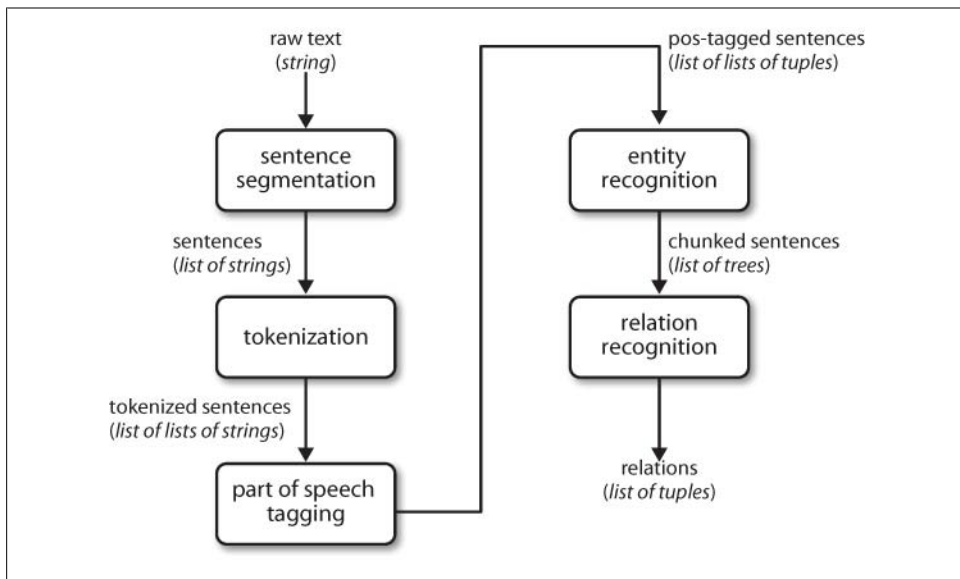 raw text
(string)
sentence
segmentation
sentences
(list of strings)
tokenization
tokenized sentences
(list of lists of strings)
part of speech
tagging
pos-tagged sentences
(list of lists of tuples)
entity
recognition
chunked sentences
(list of trees)
relation
recognition
relations
(list of tuples)